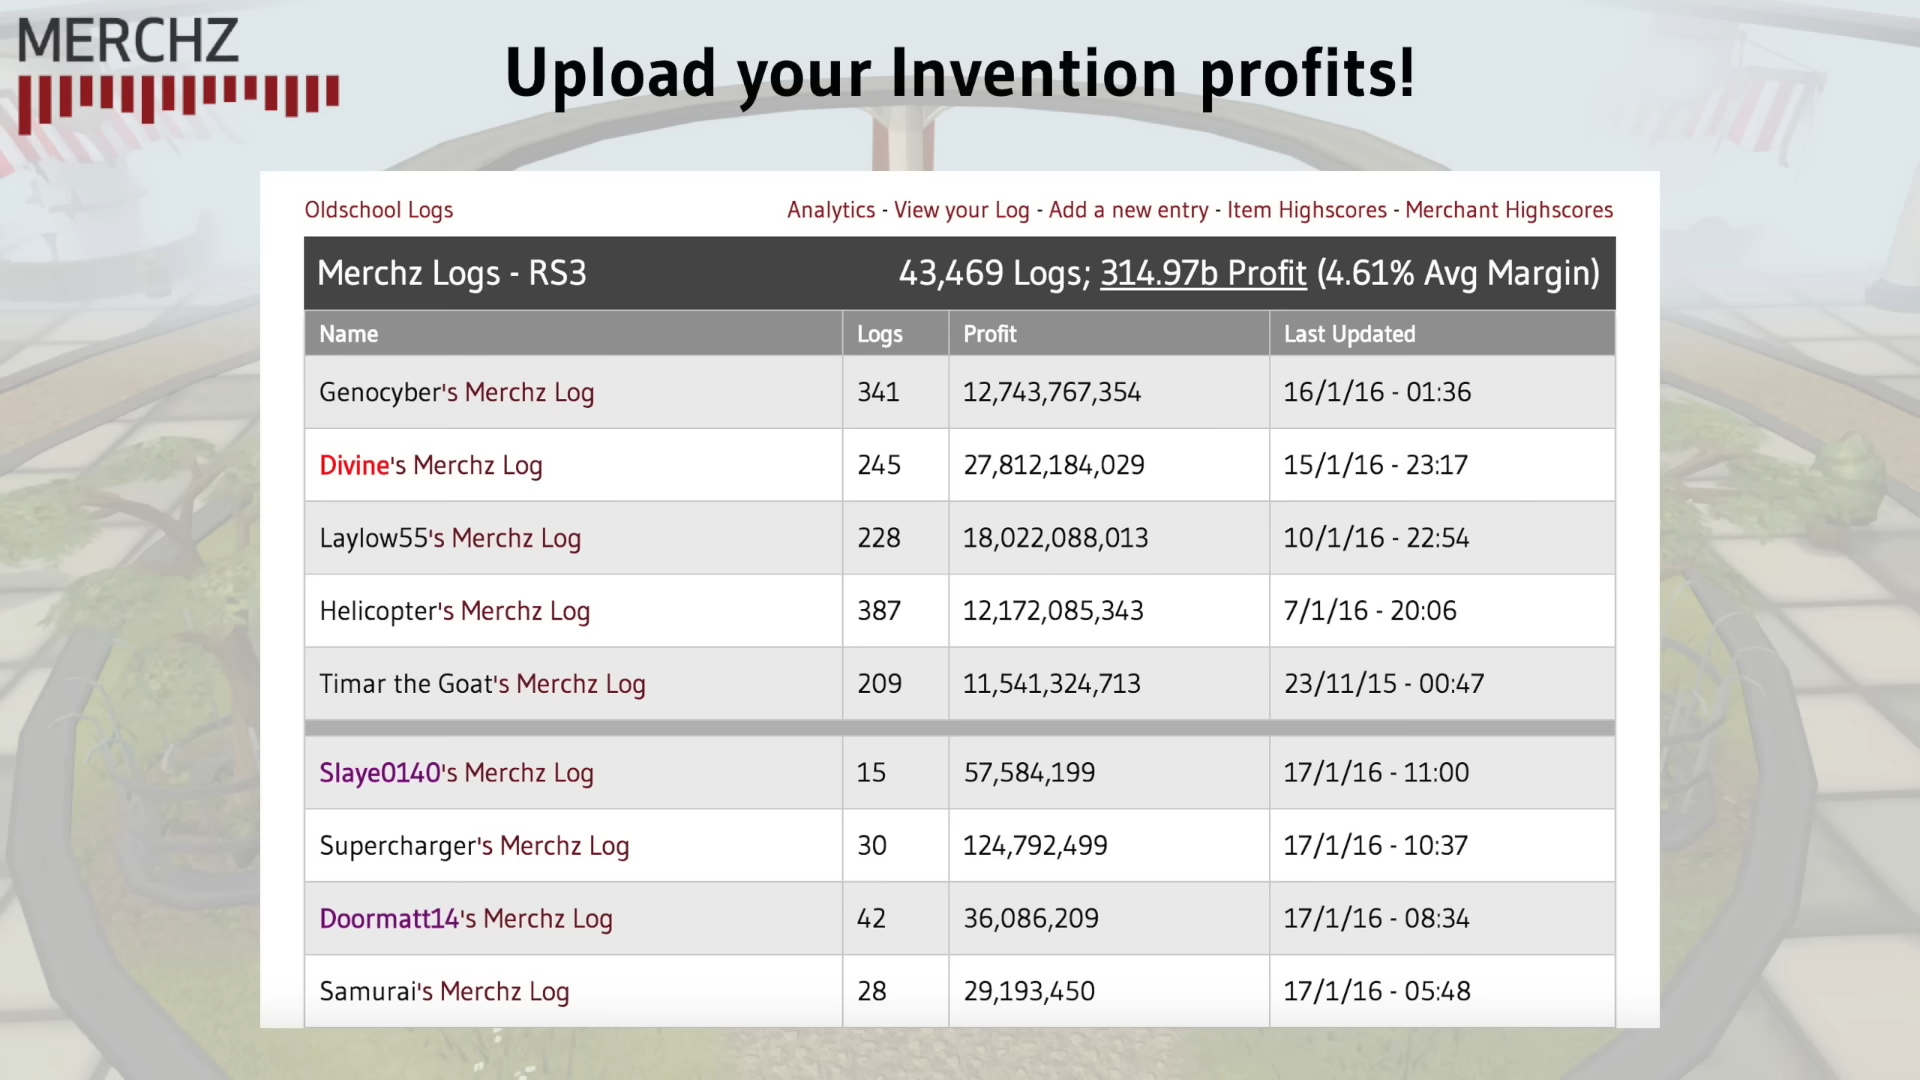 MERCHZ
Upload your Invention profits!
Oldschool Logs
Analytics - View your Log - Add a new entry - Item Highscores - Merchant Highscores
Merchz Logs - RS3 43,469 Logs; 314.97b Profit (4.61% Avg Margin)
Name Logs Profit Last Updated
Genocyber's Merchz Log 341 12,743,767,354 16/1/16 - 01:36
Divine's Merchz Log 245 27,812,184,029 15/1/16 - 23:17
Laylow55's Merchz Log 228 18,022,088,013 10/1/16 - 22:54
Helicopter's Merchz Log 387 12,172,085,343 7/1/16 - 20:06
Timar the Goat's Merchz Log 209 11,541,324,713 23/11/15 - 00:47
Slaye0140's Merchz Log 15 57,584,199 17/1/16 - 11:00
Supercharger's Merchz Log 30 124,792,499 17/1/16 - 10:37
Doormatt14's Merchz Log 42 36,086,209 17/1/16 - 08:34
Samurai's Merchz Log 28 29,193,450 17/1/16 - 05:48